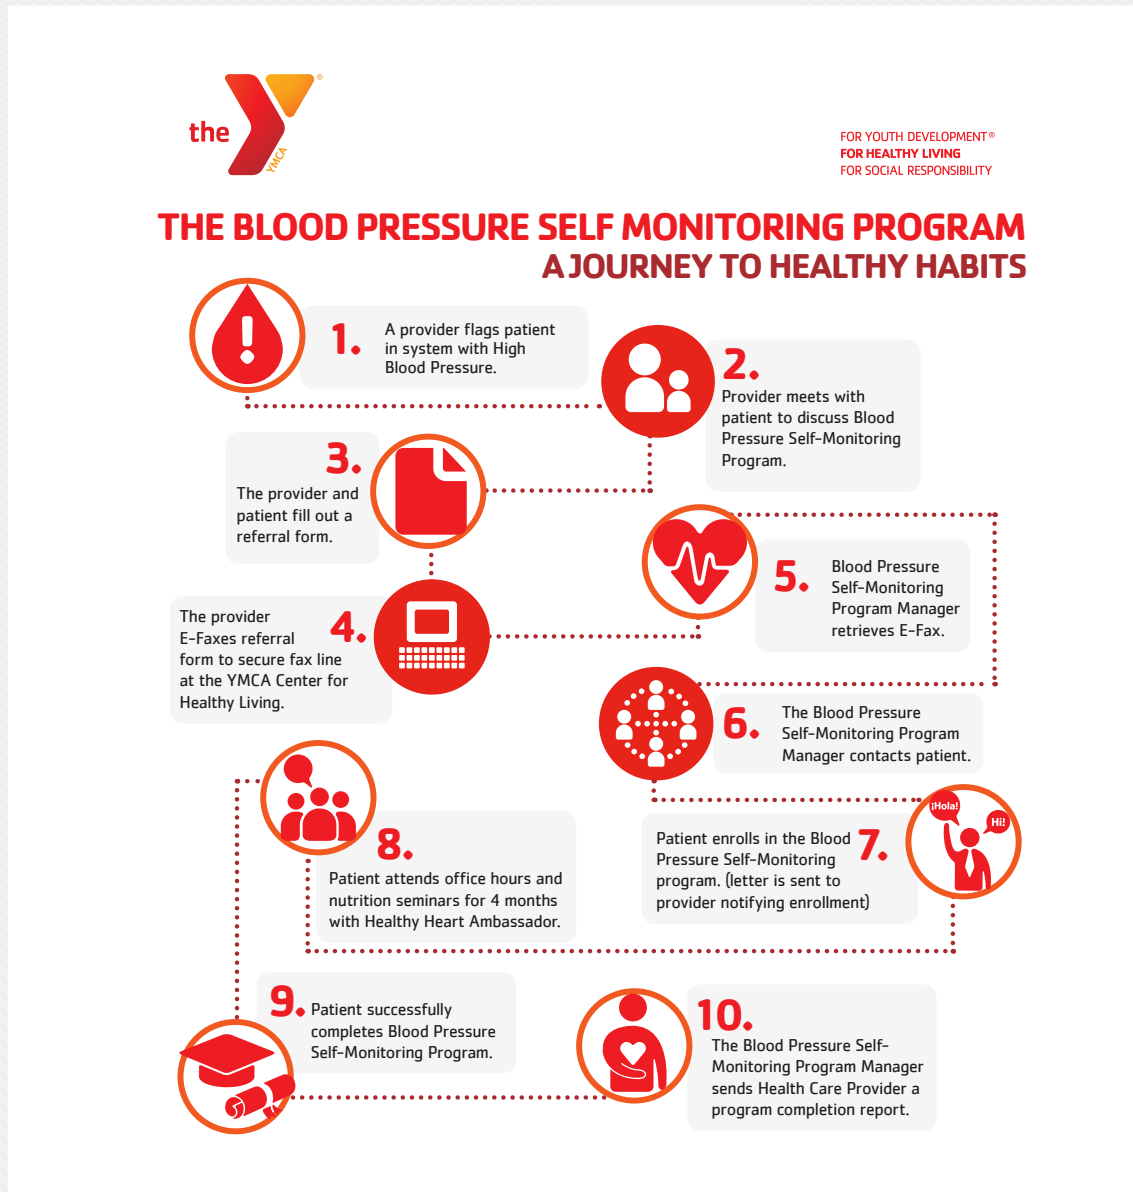 the
YMCA
®
FOR YOUTH DEVELOPMENT®
FOR HEALTHY LIVING
FOR SOCIAL RESPONSIBILITY
THE BLOOD PRESSURE SELF MONITORING PROGRAM
A JOURNEY TO HEALTHY HABITS
1.
A provider flags patient
in system with High
Blood Pressure.
2.
Provider meets with
patient to discuss Blood
Pressure Self-Monitoring
Program.
3.
The provider and
patient fill out a
referral form.
4.
The provider
E-Faxes referral
form to secure fax line
at the YMCA Center for
Healthy Living.
5.
Blood Pressure
Self-Monitoring
Program Manager
retrieves E-Fax.
6.
The Blood Pressure
Self-Monitoring Program
Manager contacts patient.
7.
Patient enrolls in the Blood
Pressure Self-Monitoring
program. (letter is sent to
provider notifying enrollment)
¡Hola!
Hi!
8.
Patient attends office hours and
nutrition seminars for 4 months
with Healthy Heart Ambassador.
9.
Patient successfully
completes Blood Pressure
Self-Monitoring Program.
10.
The Blood Pressure Self-
Monitoring Program Manager
sends Health Care Provider a
program completion report.